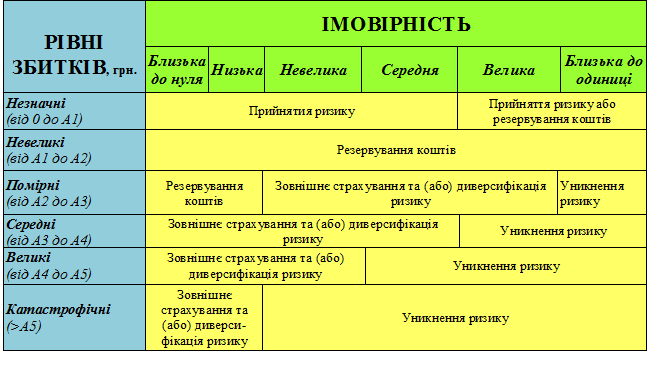 РІВНІ
ЗБИТКІВ, грн.
ІМОВІРНІСТЬ
Близька
до нуля
Низька
Невелика
Середня
Велика
Близька до
одиниці
Незначні
(від 0 до А1)
Прийнятия ризику
Прийняття ризику або
резервування коштів
Невеликі
(від А1 до А2)
Резервування коштів
Помірні
(від А2 до А3)
Резервування
коштів
Зовнішнє страхування та (або) диверсифікація
ризику
Уникнення
ризику
Середні
(від А3 до А4)
Зовнішнє страхування та (або) диверсифікація
ризику
Уникнення ризику
Великі
(від А4 до А5)
Зовнішнє страхування та (або)
диверсифікація ризику
Уникнення ризику
Катастрофічні
(>А5)
Зовнішнє
страхування та
(або) диверси-
фікація ризику
Уникнення ризику